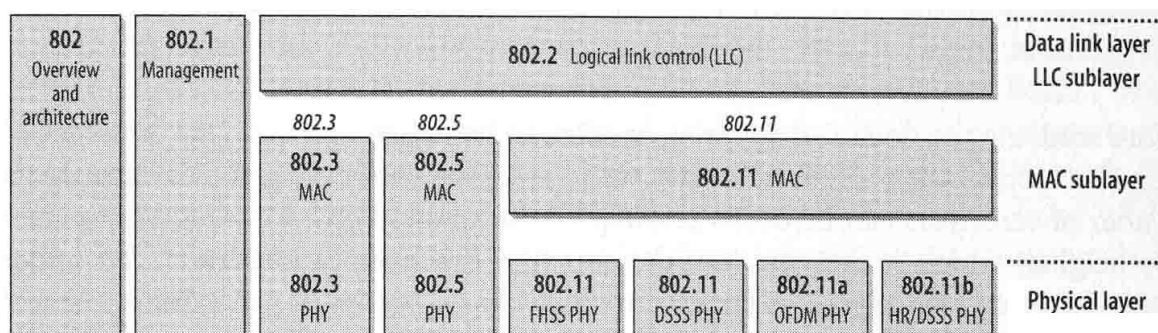 802
Overview
and
architecture
802.1
Management
802.2 Logical link control (LLC)
Data link layer
LLC sublayer
802.3
802.5
802.11
802.3
MAC
802.5
MAC
802.11 MAC
MAC sublayer
802.3
PHY
802.5
PHY
802.11
FHSS PHY
802.11
DSSS PHY
802.11a
OFDM PHY
802.11b
HR/DSSS PHY
Physical layer